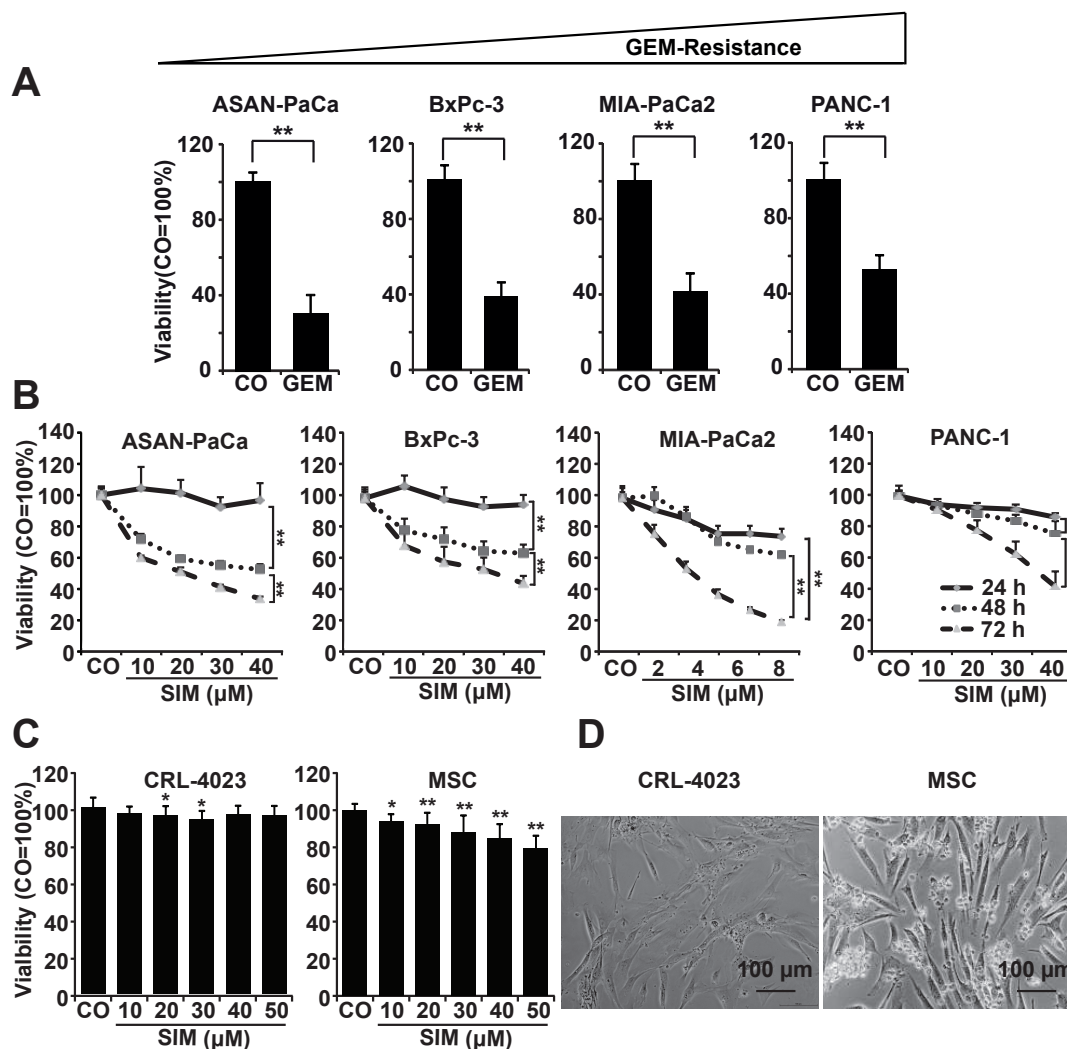 GEM-Resistance
A
ASAN-PaCa BxPc-3 MIA-PaCa2 PANC-1
** ** ** **
Viability(CO=100%)
120 120 120 120
80 80 80 80
40 40 40 40
0 0 0 0
CO GEM CO GEM CO GEM CO GEM
B
ASAN-PaCa BxPc-3 MIA-PaCa2 PANC-1
Viability (CO=100%)
140 140 140 140
120 120 120 120
100 100 100 100
80 80 80 80
60 60 60 60
40 40 40 40
20 20 20 20
0 0 0 0
** ** ** ** ** **
24 h
48 h
72 h
CO 10 20 30 40 CO 10 20 30 40 CO 2 4 6 8 CO 10 20 30 40
SIM (µM) SIM (µM) SIM (µM) SIM (µM)
C
CRL-4023 MSC
Vialbility (CO=100%)
120 120
100 100
80 80
60 60
40 40
20 20
0 0
* * * ** ** ** **
CO 10 20 30 40 50 CO 10 20 30 40 50
SIM (µM) SIM (µM)
D
CRL-4023 MSC
100 µm 100 µm